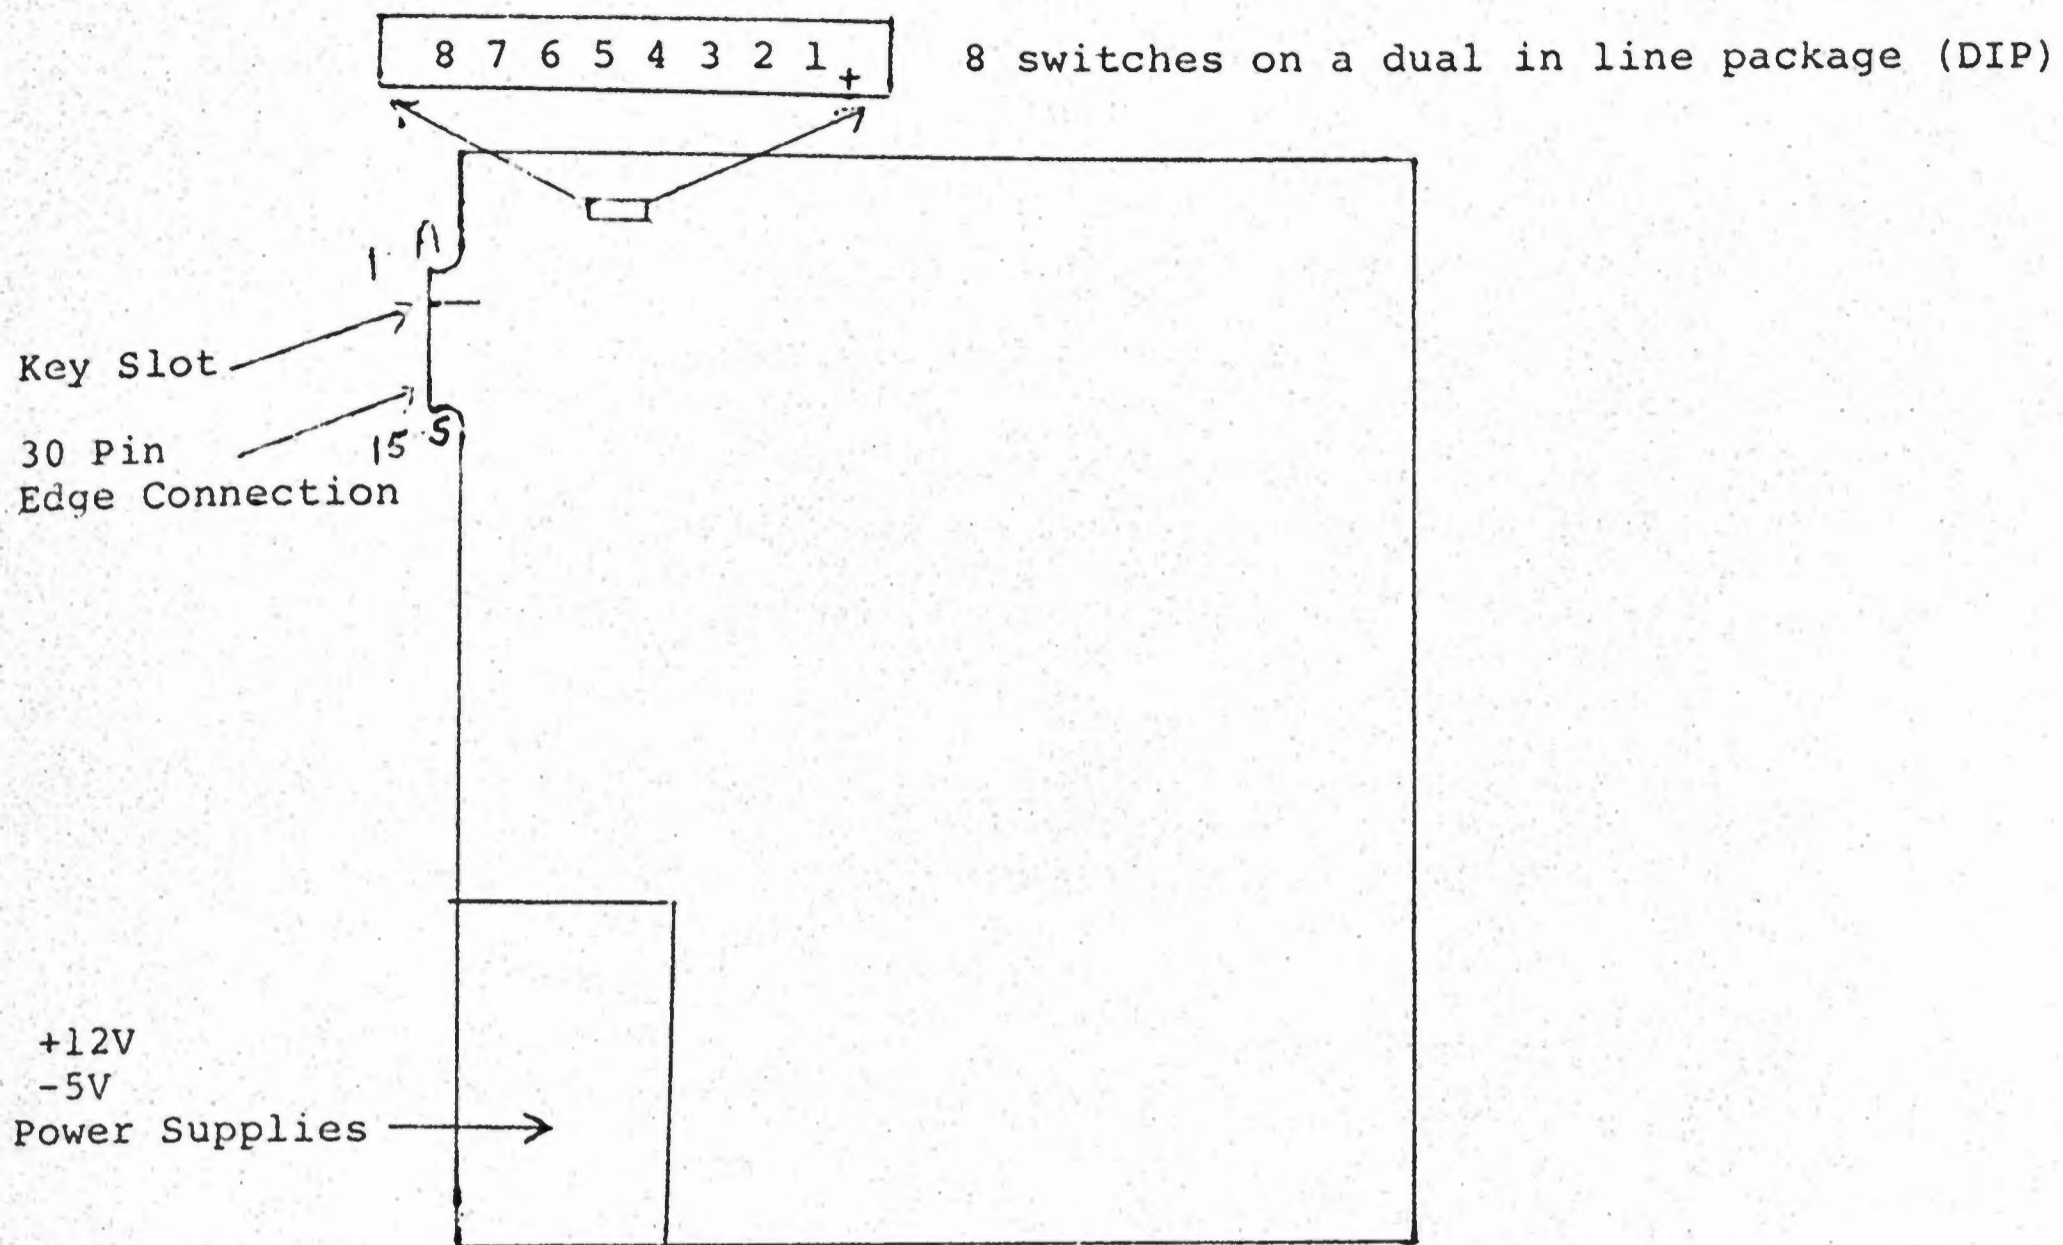 8 7 6 5 4 3 2 1 +
8 switches on a dual in line package (DIP)
1 A
Key Slot
15 S
30 Pin
Edge Connection
+12V
-5V
Power Supplies